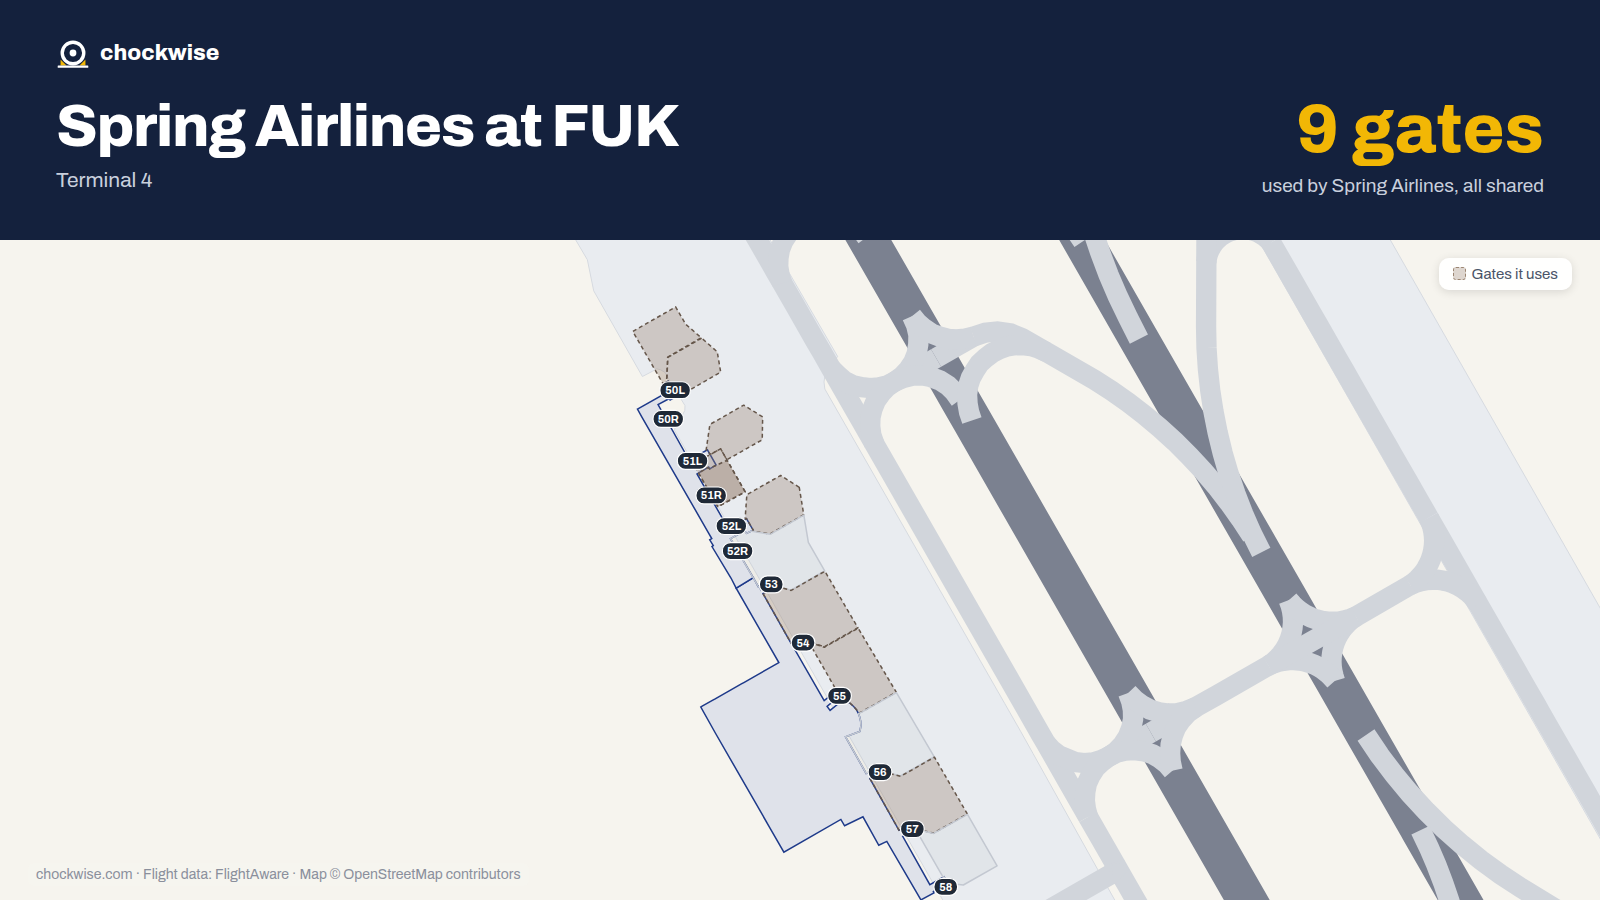 chockwise
Spring Airlines at FUK
Terminal 4
9 gates
used by Spring Airlines, all shared
Gates it uses
50L
50R
51L
51R
52L
52R
53
54
55
56
57
58
chockwise.com · Flight data: FlightAware · Map © OpenStreetMap contributors